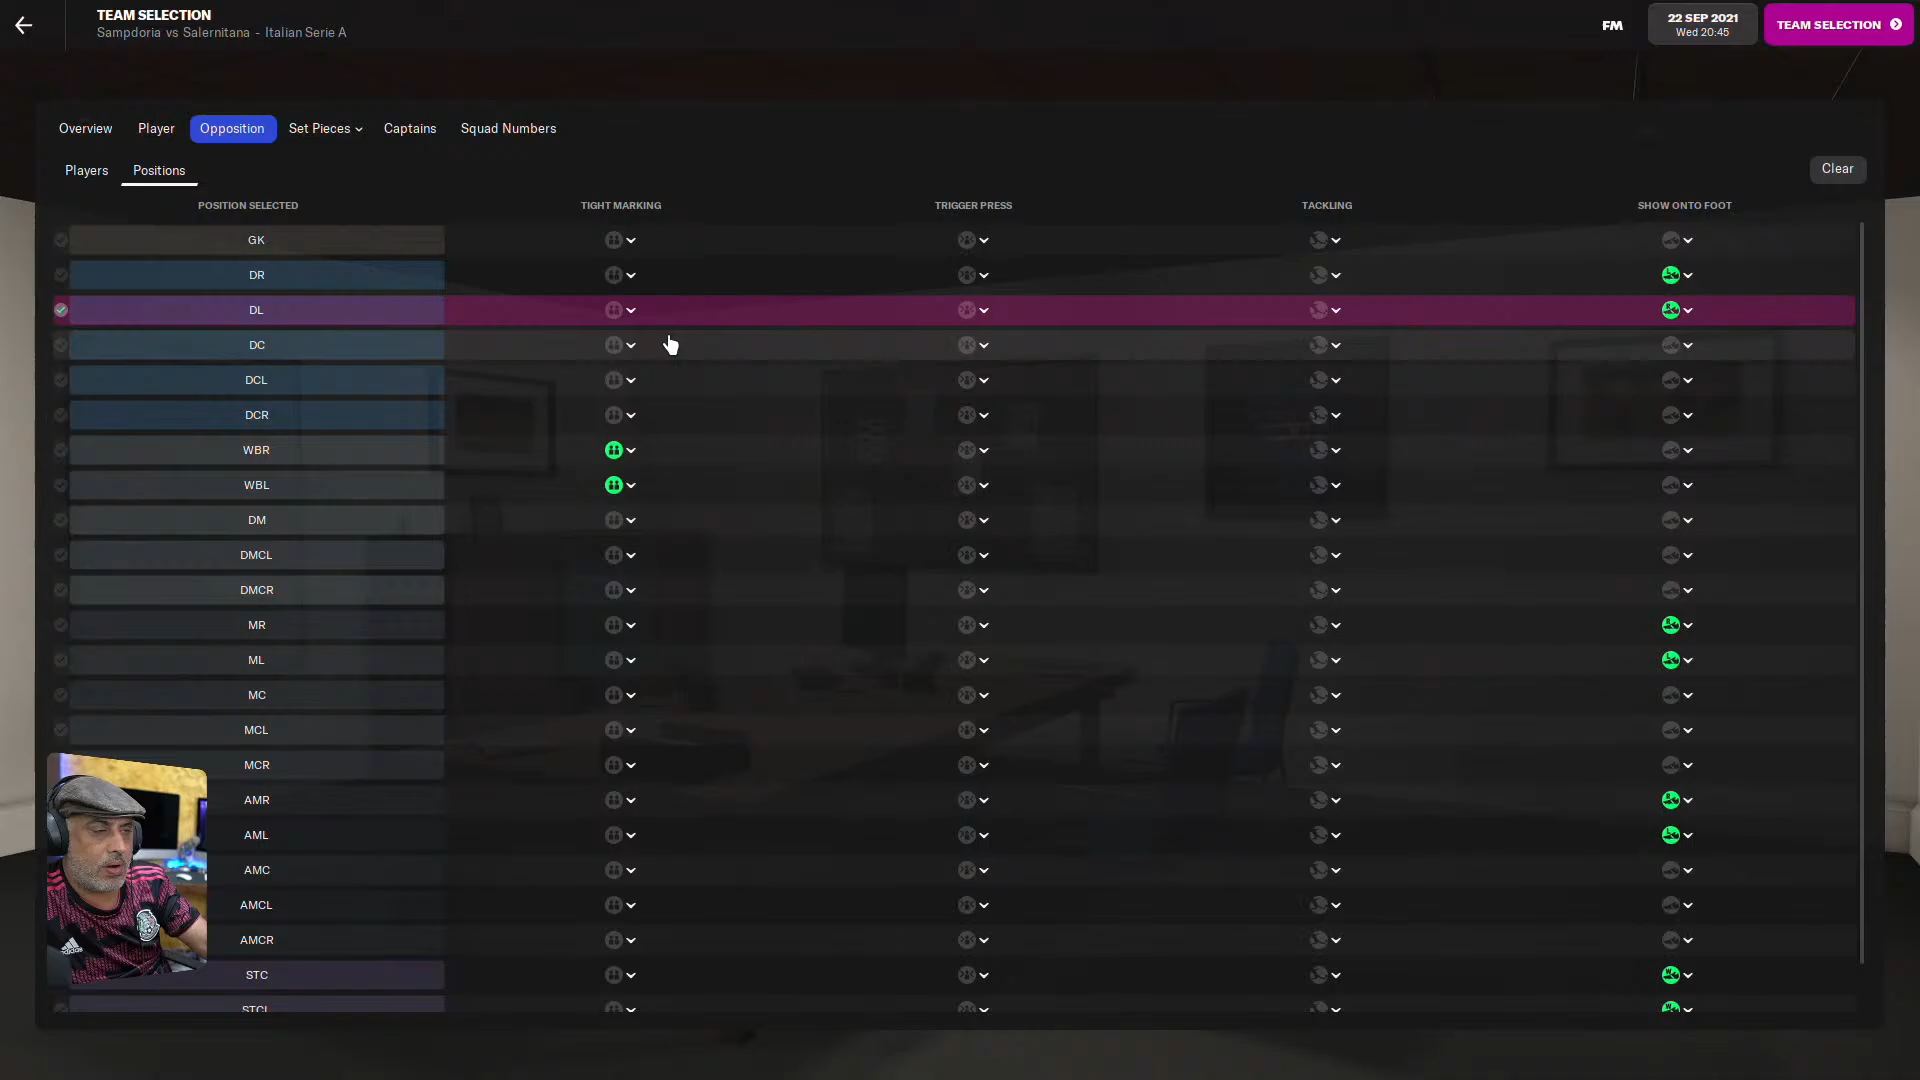 TEAM SELECTION
Sampdoria vs Salernitana - Italian Serie A
FM
22 SEP 2021
Wed 20:45
TEAM SELECTION
Overview Player Opposition Set Pieces Captains Squad Numbers
Players Positions
Clear
POSITION SELECTED TIGHT MARKING TRIGGER PRESS TACKLING SHOW ONTO FOOT
GK
DR
DL
DC
DCL
DCR
WBR
WBL
DM
DMCL
DMCR
MR
ML
MC
MCL
MCR
AMR
AML
AMC
AMCL
AMCR
STC
STCL